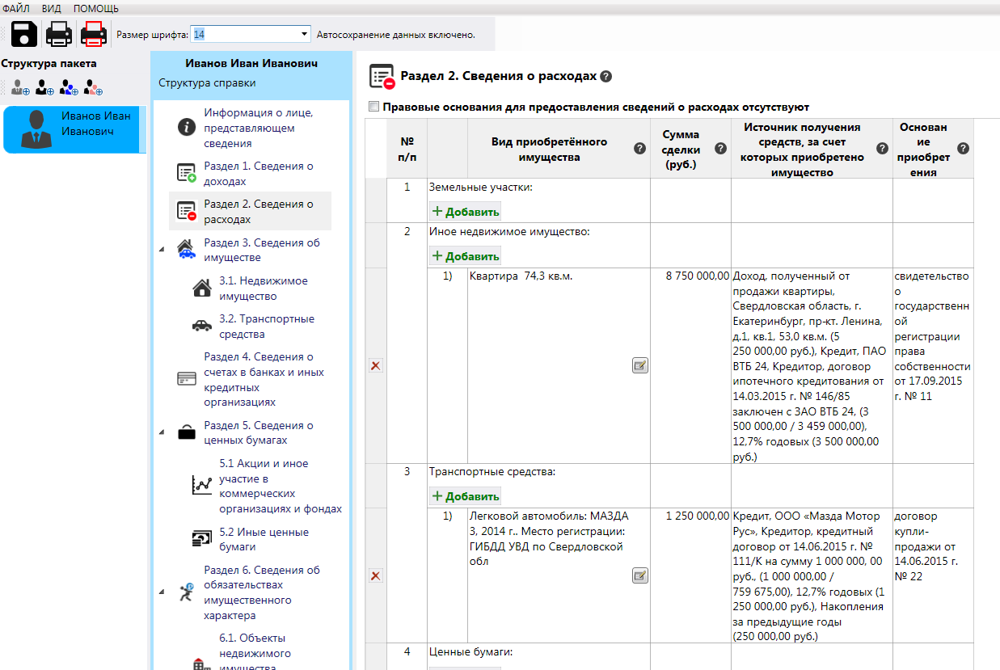 ФАЙЛ ВИД ПОМОЩЬ
Размер шрифта: 14 Автосохранение данных включено.
Структура пакета
Иванов Иван
Иванович
Иванов Иван Иванович
Структура справки
Информация о лице,
представляющем
сведения
Раздел 1. Сведения о
доходах
Раздел 2. Сведения о
расходах
Раздел 3. Сведения об
имуществе
3.1. Недвижимое
имущество
3.2. Транспортные
средства
Раздел 4. Сведения о
счетах в банках и иных
кредитных
организациях
Раздел 5. Сведения о
ценных бумагах
5.1 Акции и иное
участие в
коммерческих
организациях и фондах
5.2 Иные ценные
бумаги
Раздел 6. Сведения об
обязательствах
имущественного
характера
6.1. Объекты
недвижимого
имущества
Раздел 2. Сведения о расходах ?
Правовые основания для предоставления сведений о расходах отсутствуют
№
п/п
Вид приобретённого
имущества
?
Сумма
сделки
(руб.)
?
Источник получения
средств, за счет
которых приобретено
имущество
?
Основан
ие
приобрет
ения
?
1 Земельные участки:
+ Добавить
2 Иное недвижимое имущество:
+ Добавить
1) Квартира 74,3 кв.м.
8 750 000,00
Доход, полученный от
продажи квартиры,
Свердловская область, г.
Екатеринбург, пр-кт. Ленина,
д.1, кв.1, 53,0 кв.м. (5
250 000,00 руб.), Кредит, ПАО
ВТБ 24, Кредитор, договор
ипотечного кредитования от
14.03.2015 г. № 146/85
заключен с ЗАО ВТБ 24, (3
500 000,00 / 3 459 000,00),
12,7% годовых (3 500 000,00
руб.)
свидетельство
о
государственн
ой
регистрации
права
собственности
от 17.09.2015
г. № 11
3 Транспортные средства:
+ Добавить
1) Легковой автомобиль: МАЗДА
3, 2014 г.. Место регистрации:
ГИБДД УВД по Свердловской
обл
1 250 000,00
Кредит, ООО «Мазда Мотор
Рус», Кредитор, кредитный
договор от 14.06.2015 г. №
111/К на сумму 1 000 000, 00
руб., (1 000 000,00 /
759 675,00), 12,7% годовых (1
250 000,00 руб.), Накопления
за предыдущие годы
(250 000,00 руб.)
договор
купли-
продажи от
14.06.2015 г.
№ 22
4 Ценные бумаги: